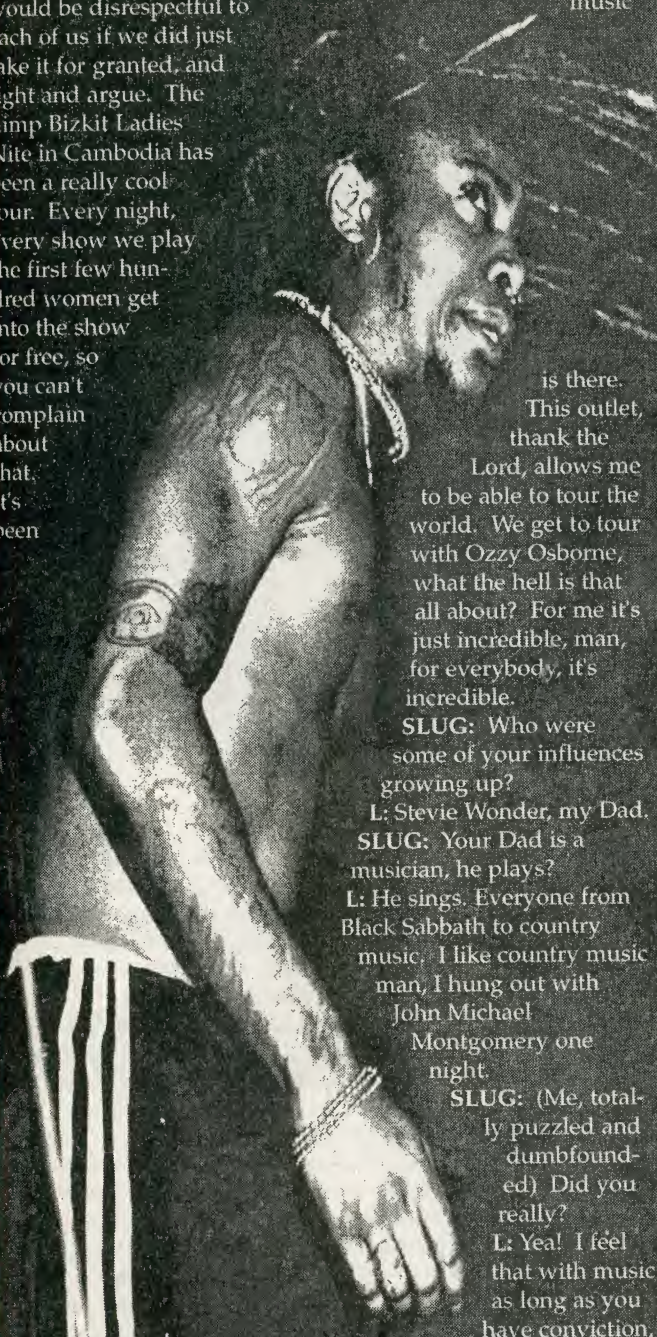 would be disrespectful to
each of us if we did just
take it for granted, and
fight and argue. The
Limp Bizkit Ladies
Nite in Cambodia has
been a really cool
tour. Every night,
every show we play
the first few hun-
dred women get
into the show
for free, so
you can't
complain
about
that.
It's
been
music
is there.
This outlet,
thank the
Lord, allows me
to be able to tour the
world. We get to tour
with Ozzy Osborne,
what the hell is that
all about? For me it's
just incredible, man,
for everybody, it's
incredible.
SLUG: Who were
some of your influences
growing up?
L: Stevie Wonder, my Dad.
SLUG: Your Dad is a
musician, he plays?
L: He sings. Everyone from
Black Sabbath to country
music. I like country music
man, I hung out with
John Michael
Montgomery one
night.
SLUG: (Me, total-
ly puzzled and
dumbfound-
ed) Did you
really?
L: Yea! I feel
that with music
as long as you
have conviction